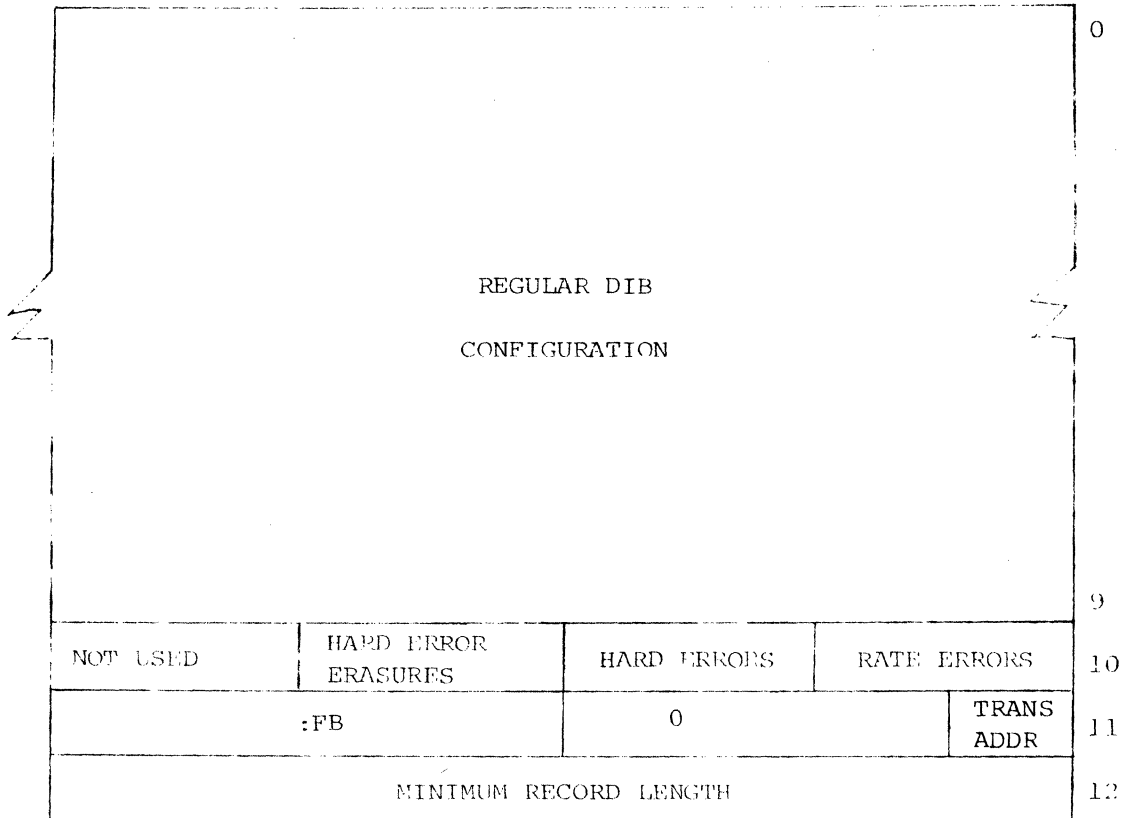 0
REGULAR DIB
CONFIGURATION
9
NOT USED HARD ERROR ERASURES HARD ERRORS RATE ERRORS 10
:FB 0 TRANS ADDR 11
MINIMUM RECORD LENGTH 12